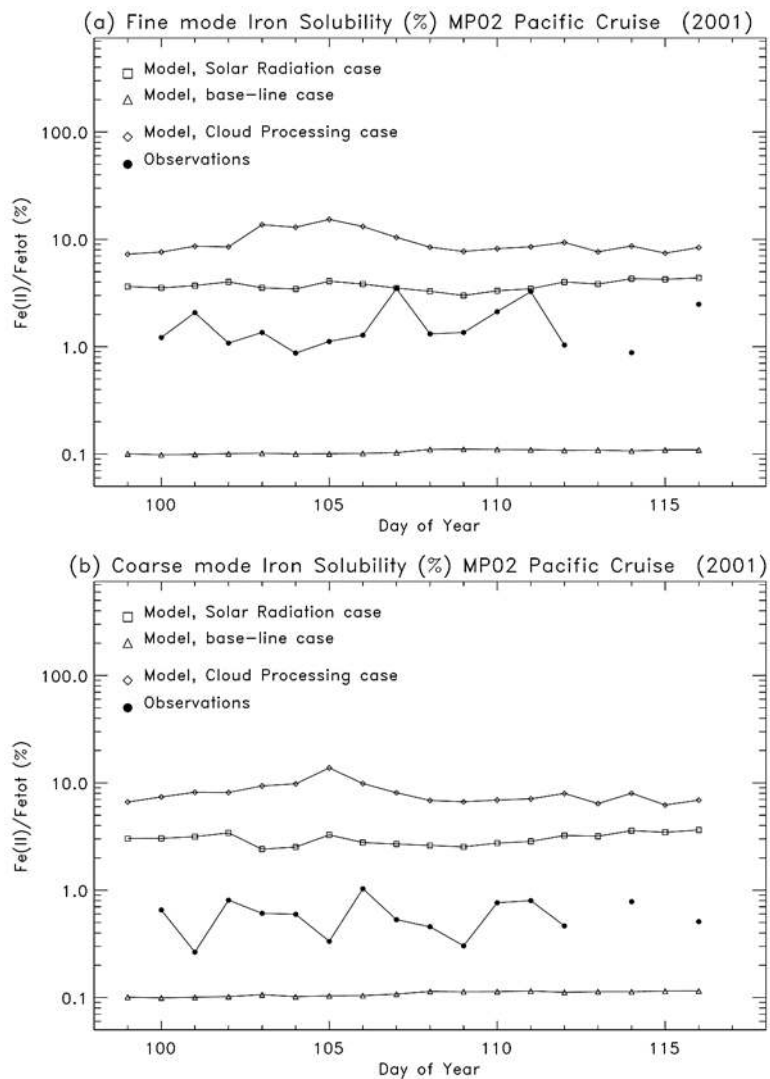 (a) Fine mode Iron Solubility (%) MP02 Pacific Cruise (2001)
Model, Solar Radiation case
Model, base-line case
Model, Cloud Processing case
Observations
100.0
10.0
1.0
0.1
Fe(II)/Fetot (%)
100 105 110 115
Day of Year
(b) Coarse mode Iron Solubility (%) MP02 Pacific Cruise (2001)
Model, Solar Radiation case
Model, base-line case
Model, Cloud Processing case
Observations
100.0
10.0
1.0
0.1
Fe(II)/Fetot (%)
100 105 110 115
Day of Year